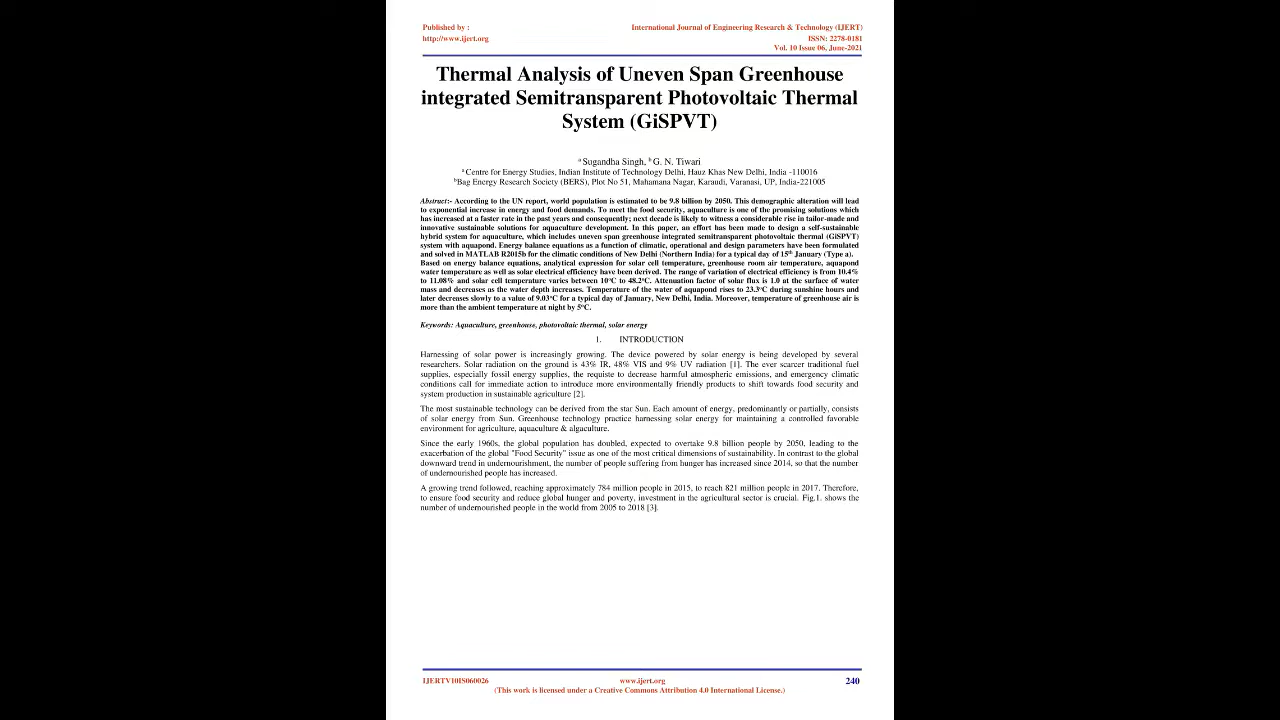 Published by :
International Journal of Engineering Research & Technology (IJERT)
http://www.ijert.org
ISSN: 2278-0181
Vol. 10 Issue 06, June-2021
Thermal Analysis of Uneven Span Greenhouse
integrated Semitransparent Photovoltaic Thermal
System (GiSPVT)
a Sugandha Singh, b G. N. Tiwari
a Centre for Energy Studies, Indian Institute of Technology Delhi, Hauz Khas New Delhi, India -110016
bBag Energy Research Society (BERS), Plot No 51, Mahamana Nagar, Karaudi, Varanasi, UP, India-221005
Abstract:- According to the UN report, world population is estimated to be 9.8 billion by 2050. This demographic alteration will lead
to exponential increase in energy and food demands. To meet the food security, aquaculture is one of the promising solutions which
has increased at a faster rate in the past years and consequently; next decade is likely to witness a considerable rise in tailor-made and
innovative sustainable solutions for aquaculture development. In this paper, an effort has been made to design a self-sustainable
hybrid system for aquaculture, which includes uneven span greenhouse integrated semitransparent photovoltaic thermal (GiSPVT)
system with aquapond. Energy balance equations as a function of climatic, operational and design parameters have been formulated
and solved in MATLAB R2015b for the climatic conditions of New Delhi (Northern India) for a typical day of 15th January (Type a).
Based on energy balance equations, analytical expression for solar cell temperature, greenhouse room air temperature, aquapond
water temperature as well as solar electrical efficiency have been derived. The range of variation of electrical efficiency is from 10.4%
to 11.08% and solar cell temperature varies between 10oC to 48.2oC. Attenuation factor of solar flux is 1.0 at the surface of water
mass and decreases as the water depth increases. Temperature of the water of aquapond rises to 23.3oC during sunshine hours and
later decreases slowly to a value of 9.03oC for a typical day of January, New Delhi, India. Moreover, temperature of greenhouse air is
more than the ambient temperature at night by 5oC.
Keywords: Aquaculture, greenhouse, photovoltaic thermal, solar energy
1. INTRODUCTION
Harnessing of solar power is increasingly growing. The device powered by solar energy is being developed by several
researchers. Solar radiation on the ground is 43% IR, 48% VIS and 9% UV radiation [1]. The ever scarcer traditional fuel
supplies, especially fossil energy supplies, the requiste to decrease harmful atmospheric emissions, and emergency climatic
conditions call for immediate action to introduce more environmentally friendly products to shift towards food security and
system production in sustainable agriculture [2].
The most sustainable technology can be derived from the star Sun. Each amount of energy, predominantly or partially, consists
of solar energy from Sun. Greenhouse technology practice harnessing solar energy for maintaining a controlled favorable
environment for agriculture, aquaculture & algaculture.
Since the early 1960s, the global population has doubled, expected to overtake 9.8 billion people by 2050, leading to the
exacerbation of the global "Food Security" issue as one of the most critical dimensions of sustainability. In contrast to the global
downward trend in undernourishment, the number of people suffering from hunger has increased since 2014, so that the number
of undernourished people has increased.
A growing trend followed, reaching approximately 784 million people in 2015, to reach 821 million people in 2017. Therefore,
to ensure food security and reduce global hunger and poverty, investment in the agricultural sector is crucial. Fig.1. shows the
number of undernourished people in the world from 2005 to 2018 [3].
IJERTV10IS060026
www.ijert.org
240
(This work is licensed under a Creative Commons Attribution 4.0 International License.)